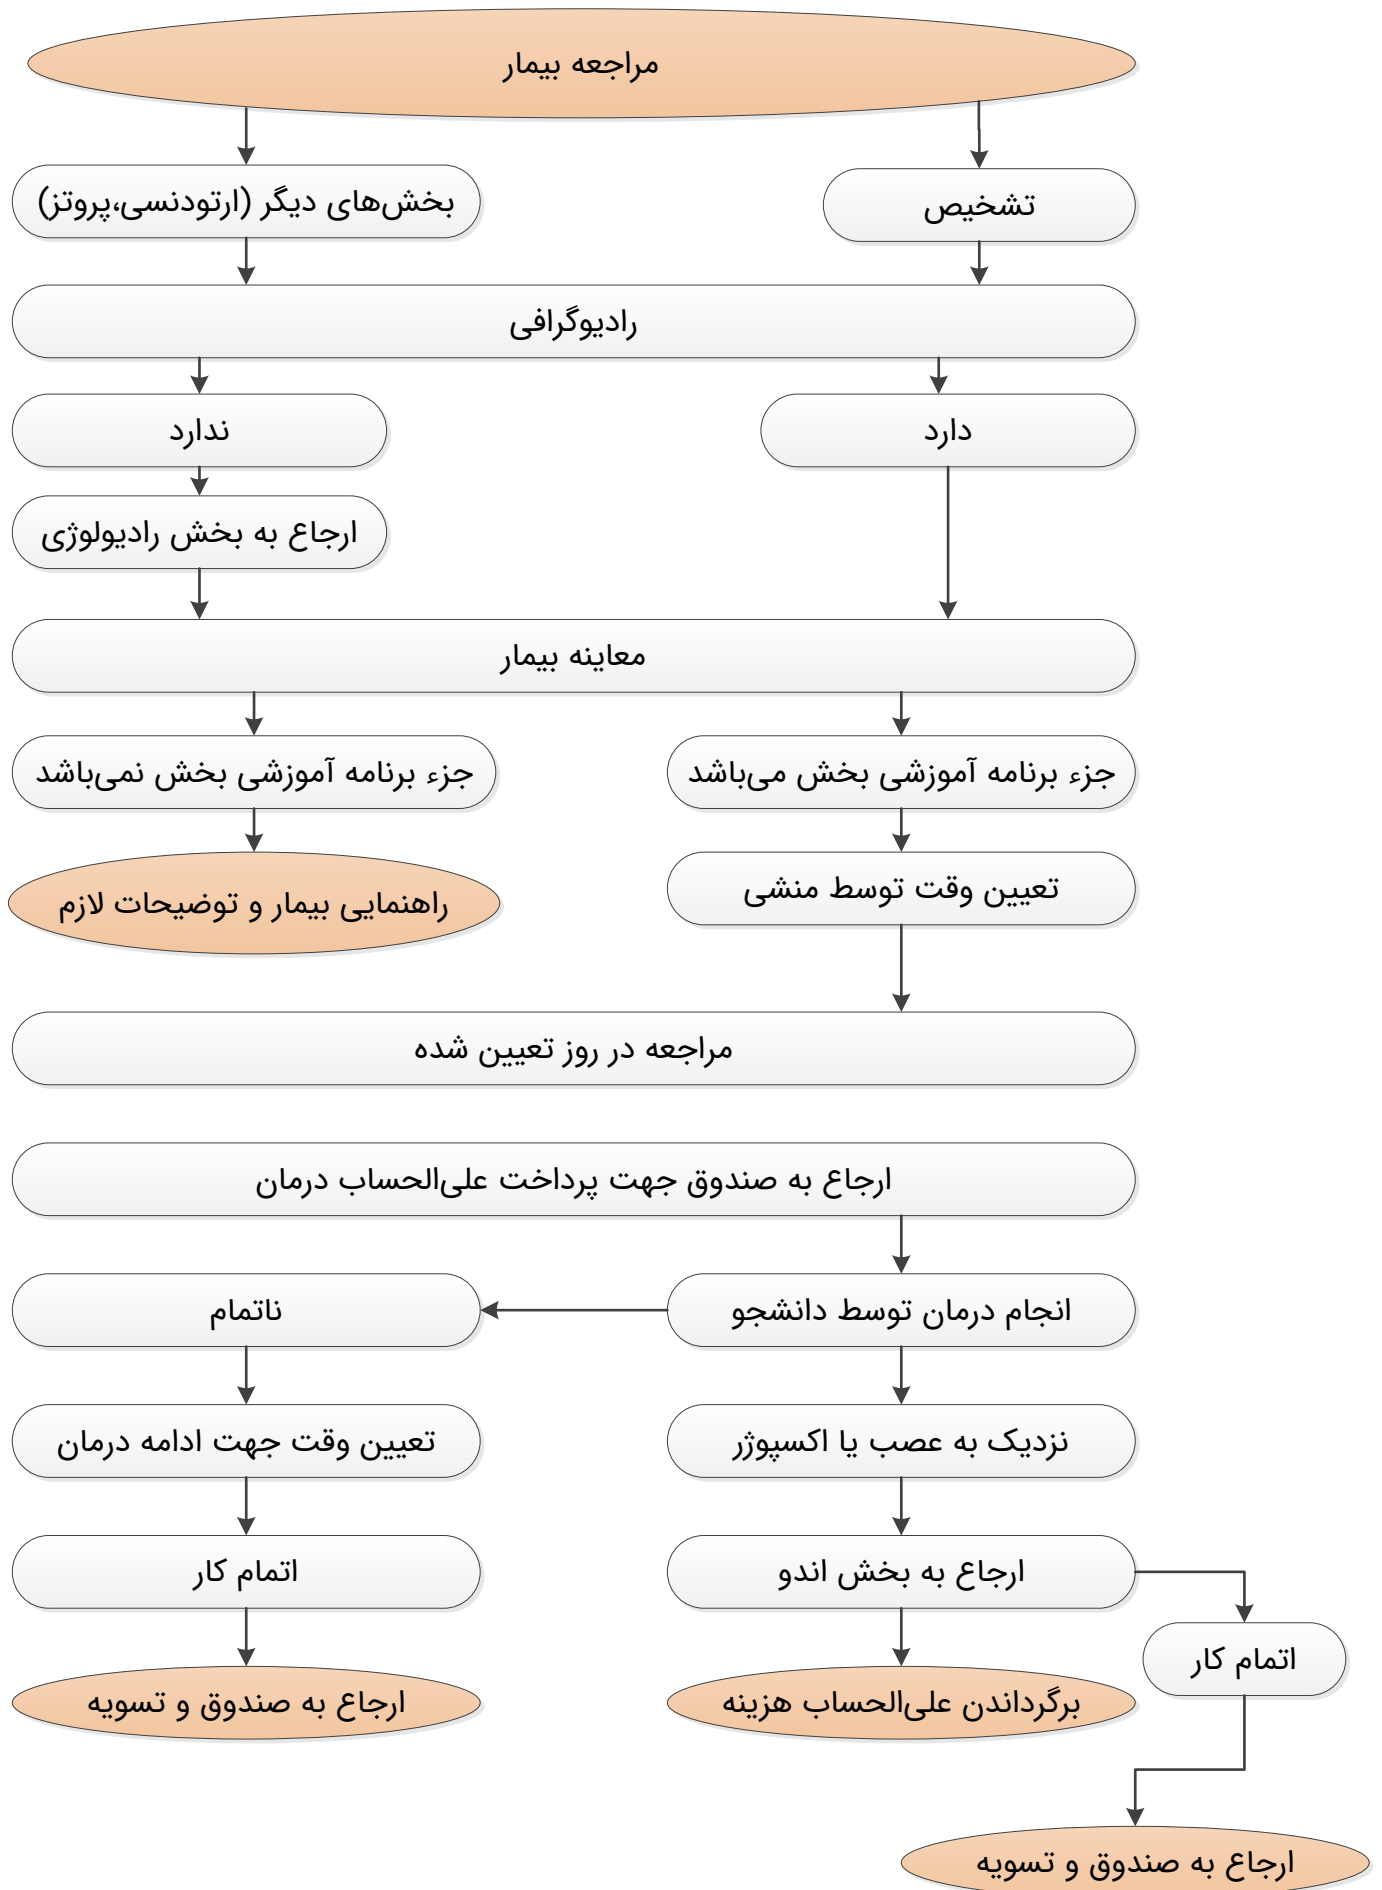 مراجعه بیمار
تشخیص
بخش‌های دیگر (ارتودنسی،پروتز)
رادیوگرافی
دارد
ندارد
ارجاع به بخش رادیولوژی
معاینه بیمار
جزء برنامه آموزشی بخش می‌باشد
جزء برنامه آموزشی بخش نمی‌باشد
تعیین وقت توسط منشی
راهنمایی بیمار و توضیحات لازم
مراجعه در روز تعیین شده
ارجاع به صندوق جهت پرداخت علی‌الحساب درمان
انجام درمان توسط دانشجو
ناتمام
نزدیک به عصب یا اکسپوژر
تعیین وقت جهت ادامه درمان
ارجاع به بخش اندو
اتمام کار
اتمام کار
برگرداندن علی‌الحساب هزینه
ارجاع به صندوق و تسویه
ارجاع به صندوق و تسویه